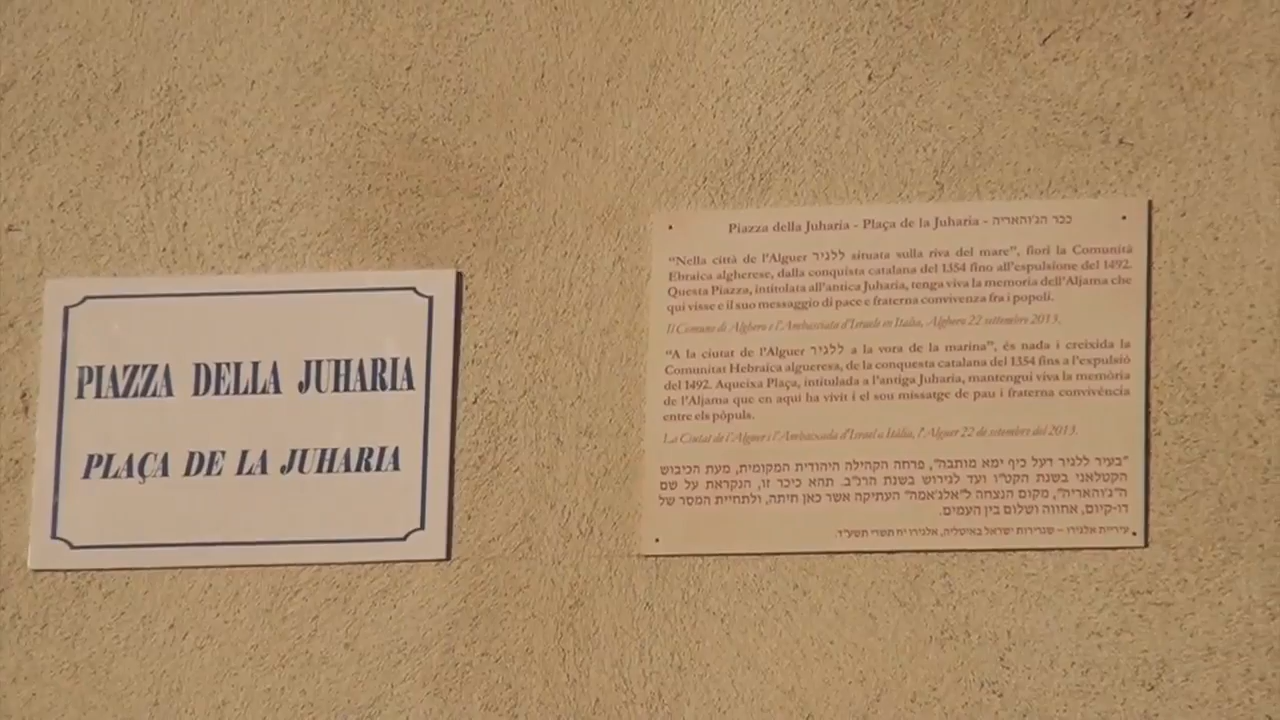 PIAZZA DELLA JUHARIA
PLAÇA DE LA JUHARIA
Piazza della Juharia - Plaça de la Juharia - ככר הג׳והאריה
“Nella città de l'Alguer ללגיר situata sulla riva del mare”, fiorì la Comunità
Ebraica algherese, dalla conquista catalana del 1354 fino all'espulsione del 1492.
Questa Piazza, intitolata all'antica Juharia, tenga viva la memoria dell'Aljama che
qui visse e il suo messaggio di pace e fraterna convivenza fra i popoli.
Il Comune di Alghero e l'Ambasciata d'Israele en Italia, Alghero 22 settembre 2013.
“A la ciutat de l'Alguer ללגיר a la vora de la marina”, és nada i creixida la
Comunitat Hebraica algueresa, de la conquesta catalana del 1354 fins a l'expulsió
del 1492. Aqueixa Plaça, intitulada a l'antiga Juharia, mantengui viva la memòria
de l'Aljama que en aquí ha vivit i el sou missatge de pau i fraterna convivència
entre els pòpuls.
La Ciutat de l'Alguer i l'Ambaixada d'Israel a Itàlia, l'Alguer 22 de setembre del 2013.
"בעיר ללגיר דעל כיף ימא מותבה", פרחה הקהילה היהודית המקומית, מעת הכיבוש
הקטלאני בשנת הקט"ו ועד לגירוש בשנת הרנ"ב. תהא כיכר זו, הנקראת על שם
ה"ג׳והאריה", מקום הנצחה ל"אלג׳אמה" העתיקה אשר כאן חיתה, ולתחיית המסר של
דו-קיום, אחווה ושלום בין העמים.
עיריית אלגירו – שגרירות ישראל באיטליה, אלגירו יח תשרי תשע"ד.